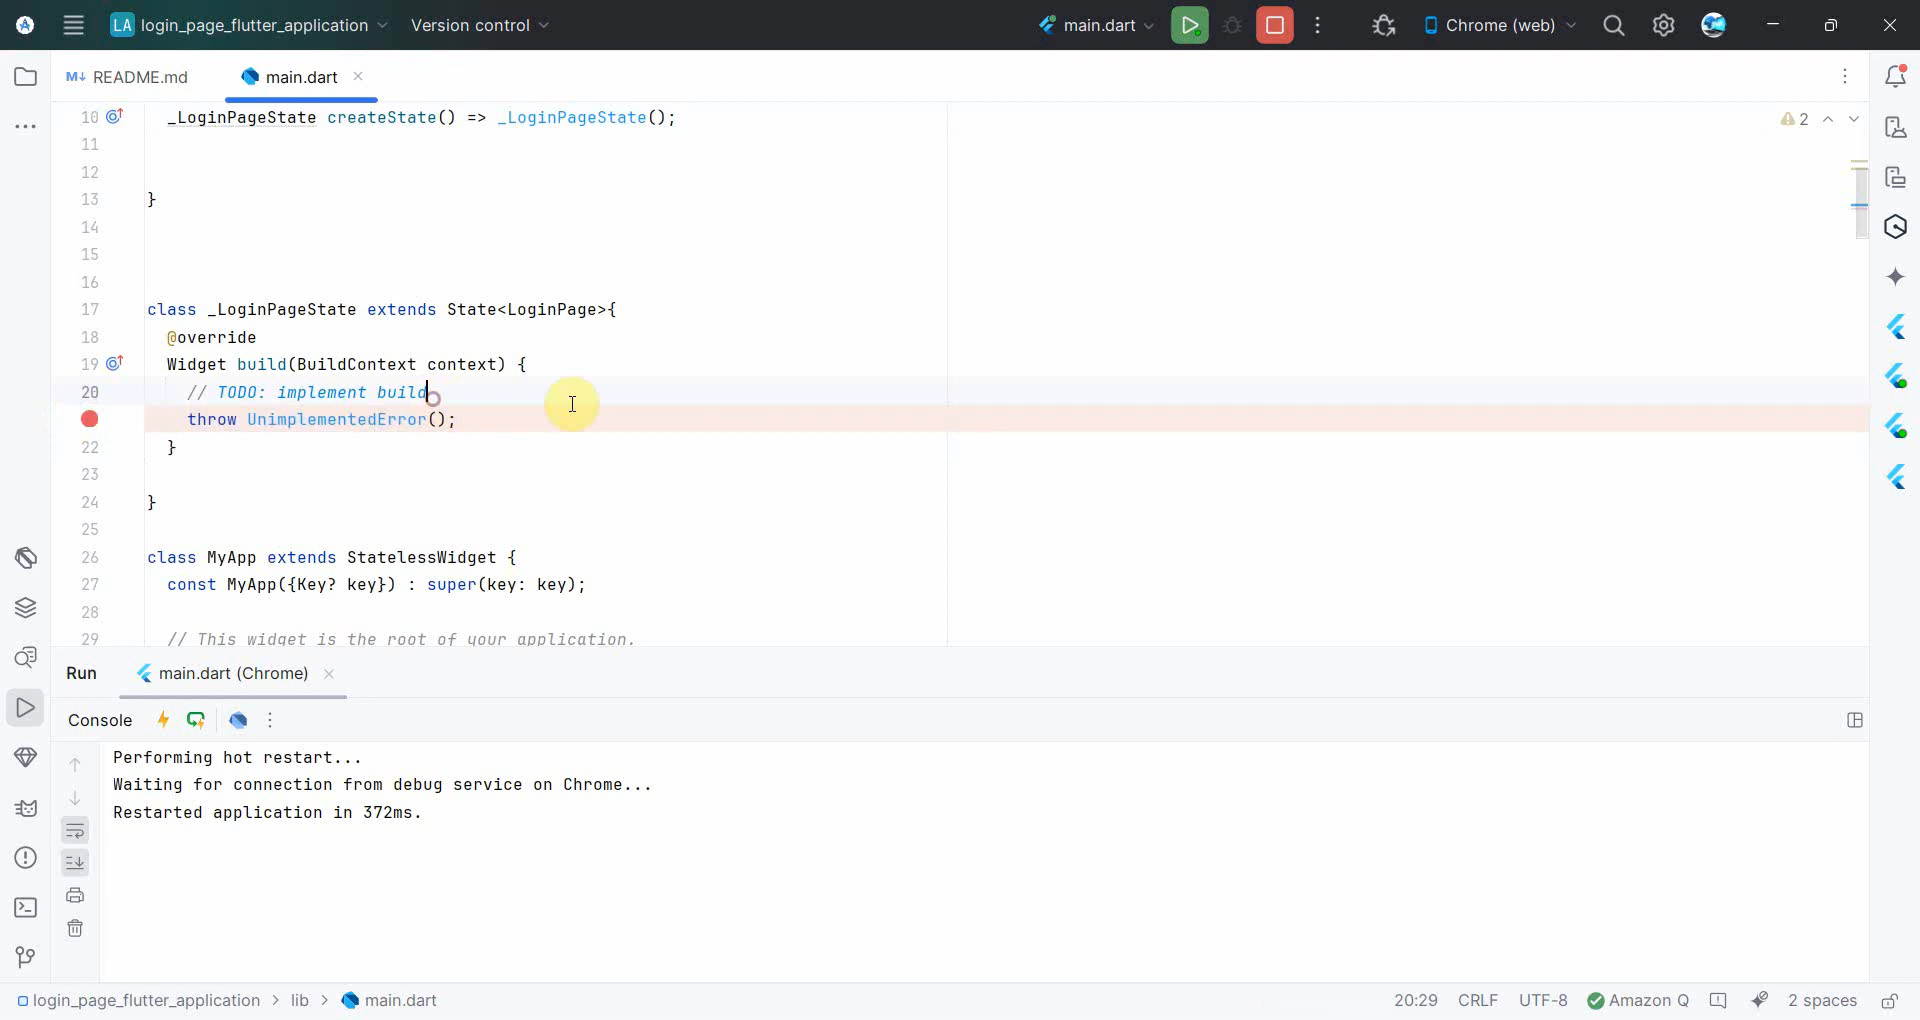 LA login_page_flutter_application Version control main.dart Chrome (web)
M↓ README.md main.dart
10 _LoginPageState createState() => _LoginPageState();
2
11
12
13 }
14
15
16
17 class _LoginPageState extends State<LoginPage>{
18 @override
19 Widget build(BuildContext context) {
20 // TODO: implement build
throw UnimplementedError();
22 }
23
24 }
25
26 class MyApp extends StatelessWidget {
27 const MyApp({Key? key}) : super(key: key);
28
29 // This widget is the root of your application.
Run main.dart (Chrome)
Console
Performing hot restart...
Waiting for connection from debug service on Chrome...
Restarted application in 372ms.
login_page_flutter_application > lib > main.dart 20:29 CRLF UTF-8 Amazon Q 2 spaces